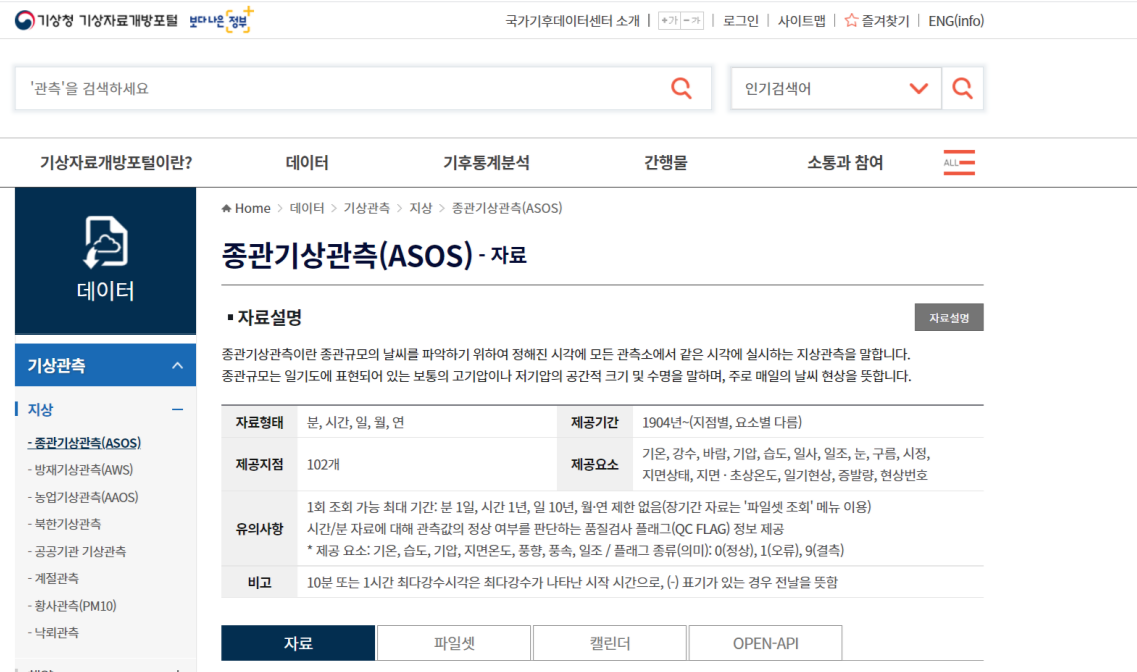 기상청 기상자료개방포털 보다나은 정부
국가기후데이터센터 소개 +가 -가 로그인 사이트맵 즐겨찾기 ENG(info)
'관측'을 검색하세요 인기검색어
기상자료개방포털이란? 데이터 기후통계분석 간행물 소통과 참여 ALL
데이터
기상관측
지상
- 종관기상관측(ASOS)
- 방재기상관측(AWS)
- 농업기상관측(AAOS)
- 북한기상관측
- 공공기관 기상관측
- 계절관측
- 황사관측(PM10)
- 낙뢰관측
Home > 데이터 > 기상관측 > 지상 > 종관기상관측(ASOS)
종관기상관측(ASOS) - 자료
자료설명 자료설명
종관기상관측이란 종관규모의 날씨를 파악하기 위하여 정해진 시각에 모든 관측소에서 같은 시각에 실시하는 지상관측을 말합니다.
종관규모는 일기도에 표현되어 있는 보통의 고기압이나 저기압의 공간적 크기 및 수명을 말하며, 주로 매일의 날씨 현상을 뜻합니다.
자료형태 분, 시간, 일, 월, 연 제공기간 1904년~(지점별, 요소별 다름)
제공지점 102개 제공요소 기온, 강수, 바람, 기압, 습도, 일사, 일조, 눈, 구름, 시정,
지면상태, 지면 · 초상온도, 일기현상, 증발량, 현상번호
유의사항 1회 조회 가능 최대 기간: 분 1일, 시간 1년, 일 10년, 월·연 제한 없음(장기간 자료는 '파일셋 조회' 메뉴 이용)
시간/분 자료에 대해 관측값의 정상 여부를 판단하는 품질검사 플래그(QC FLAG) 정보 제공
* 제공 요소: 기온, 습도, 기압, 지면온도, 풍향, 풍속, 일조 / 플래그 종류(의미): 0(정상), 1(오류), 9(결측)
비고 10분 또는 1시간 최다강수시각은 최다강수가 나타난 시작 시간으로, (-) 표기가 있는 경우 전날을 뜻함
자료 파일셋 캘린더 OPEN-API